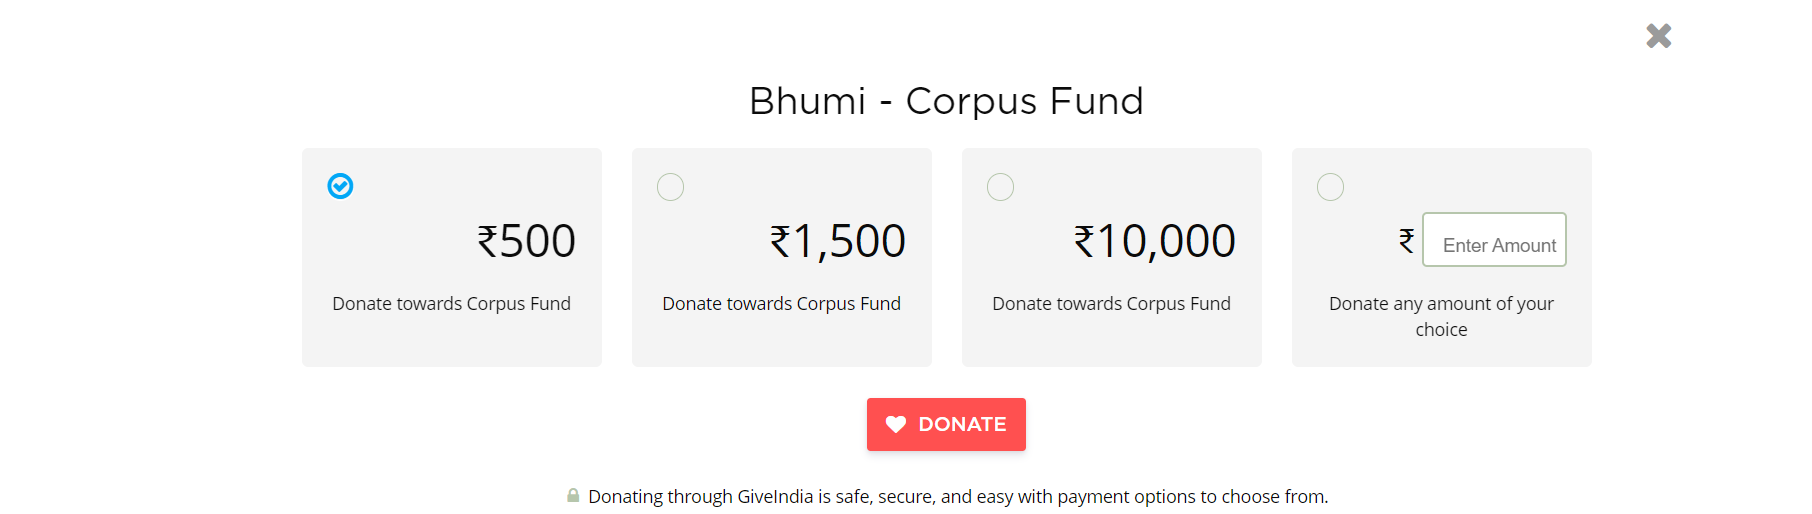 Bhumi - Corpus Fund
₹500
Donate towards Corpus Fund
₹1,500
Donate towards Corpus Fund
₹10,000
Donate towards Corpus Fund
₹ Enter Amount
Donate any amount of your
choice
DONATE
Donating through GiveIndia is safe, secure, and easy with payment options to choose from.